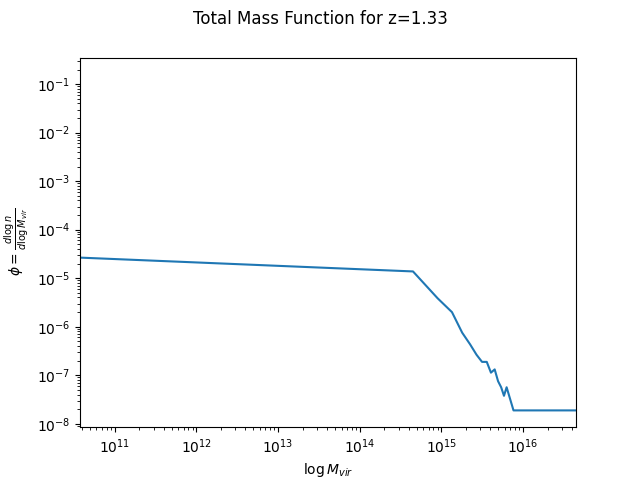 Total Mass Function for z=1.33
10⁻¹
10⁻²
10⁻³
10⁻⁴
10⁻⁵
10⁻⁶
10⁻⁷
10⁻⁸
ϕ = d log n / d log M_vir
10¹¹ 10¹² 10¹³ 10¹⁴ 10¹⁵ 10¹⁶
log M_vir